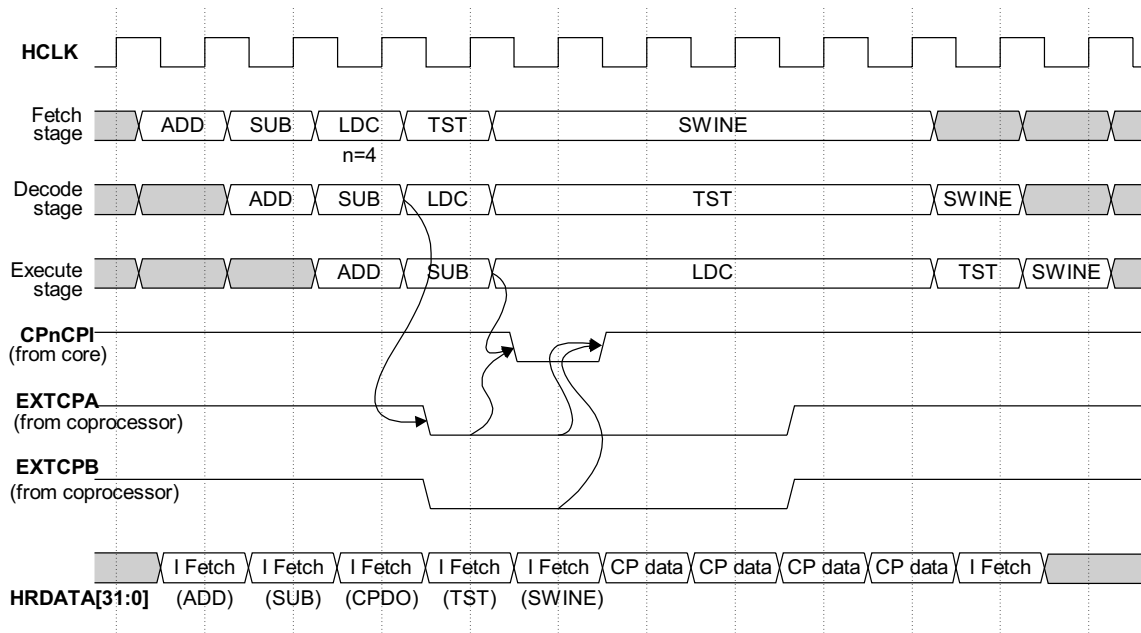 HCLK
Fetch
stage
ADD SUB LDC TST SWINE
n=4
Decode
stage
ADD SUB LDC TST SWINE
Execute
stage
ADD SUB LDC TST SWINE
CPnCPI
(from core)
EXTCPA
(from coprocessor)
EXTCPB
(from coprocessor)
I Fetch I Fetch I Fetch I Fetch I Fetch CP data CP data CP data CP data I Fetch
HRDATA[31:0] (ADD) (SUB) (CPDO) (TST) (SWINE)